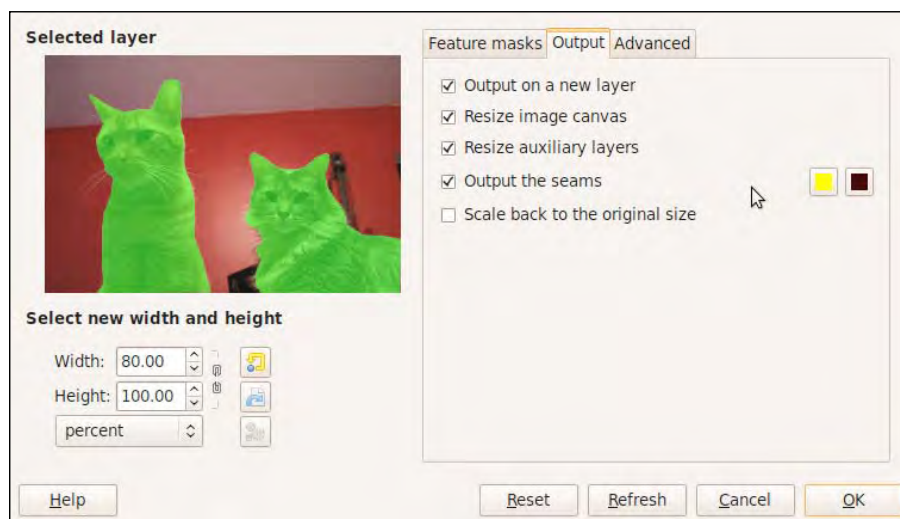 Selected layer
Feature masks Output Advanced
Output on a new layer
Resize image canvas
Resize auxiliary layers
Output the seams
Scale back to the original size
Select new width and height
Width: 80.00
Height: 100.00
percent
Help Reset Refresh Cancel OK